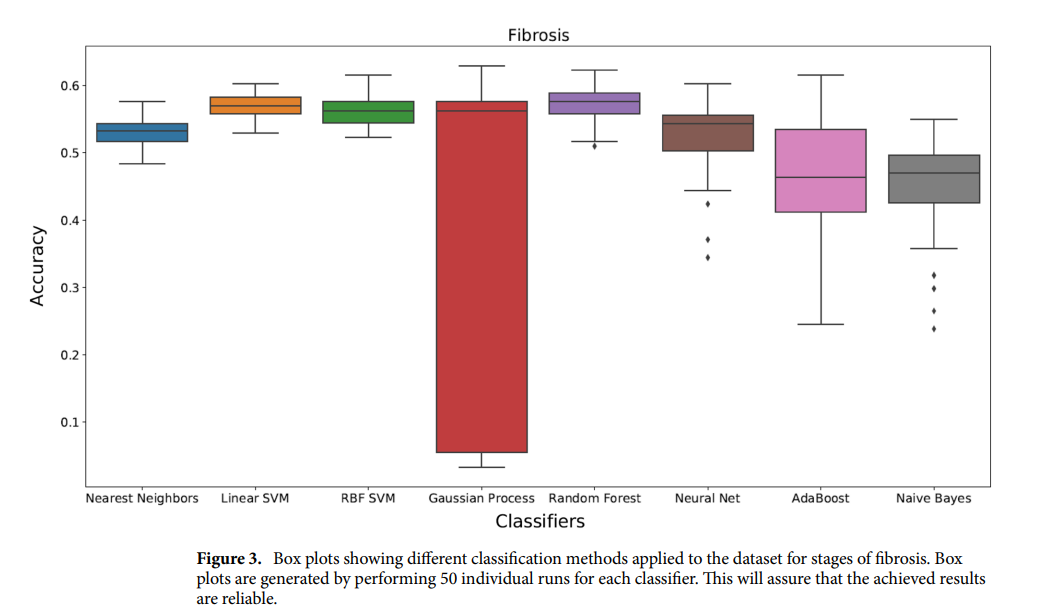 Fibrosis
0.6
0.5
0.4
0.3
0.2
0.1
Accuracy
Nearest Neighbors Linear SVM RBF SVM Gaussian Process Random Forest Neural Net AdaBoost Naive Bayes
Classifiers
Figure 3. Box plots showing different classification methods applied to the dataset for stages of fibrosis. Box
plots are generated by performing 50 individual runs for each classifier. This will assure that the achieved results
are reliable.